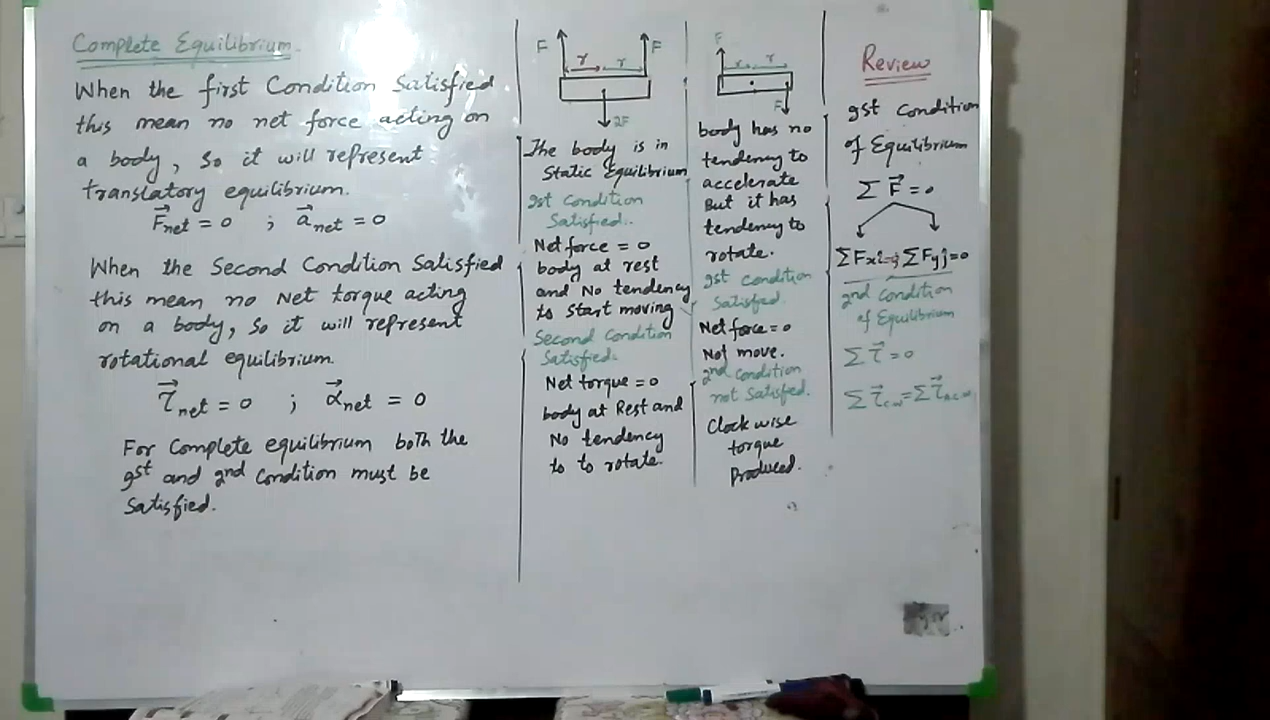 Complete Equilibrium
When the first Condition Satisfied
this mean no net force acting on
a body, so it will represent
translatory equilibrium.
F⃗net = 0 ; a⃗net = 0
When the Second Condition Satisfied
this mean no Net torque acting
on a body, so it will represent
rotational equilibrium.
τ⃗net = 0 ; α⃗net = 0
For Complete equilibrium both the
1st and 2nd Condition must be
Satisfied.
F F
r r
2F
The body is in
Static Equilibrium
1st Condition
Satisfied.
Net force = 0
body at rest
and No tendency
to start moving
Second Condition
Satisfied.
Net torque = 0
body at Rest and
No tendency
to to rotate.
F
r r
F
body has no
tendency to
accelerate
But it has
tendency to
rotate.
1st condition
Satisfied.
Net force = 0
Not move.
2nd condition
not Satisfied.
Clock wise
torque
Produced.
Review
1st Condition
of Equilibrium
Σ F⃗ = 0
ΣFxi=; ΣFyj=0
2nd Condition
of Equilibrium
Σ τ⃗ = 0
Σ τ⃗c.w = Σ τ⃗A.C.W